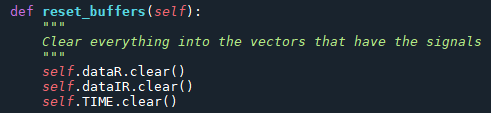 def reset_buffers(self):
    """
    Clear everything into the vectors that have the signals
    """
    self.dataR.clear()
    self.dataIR.clear()
    self.TIME.clear()